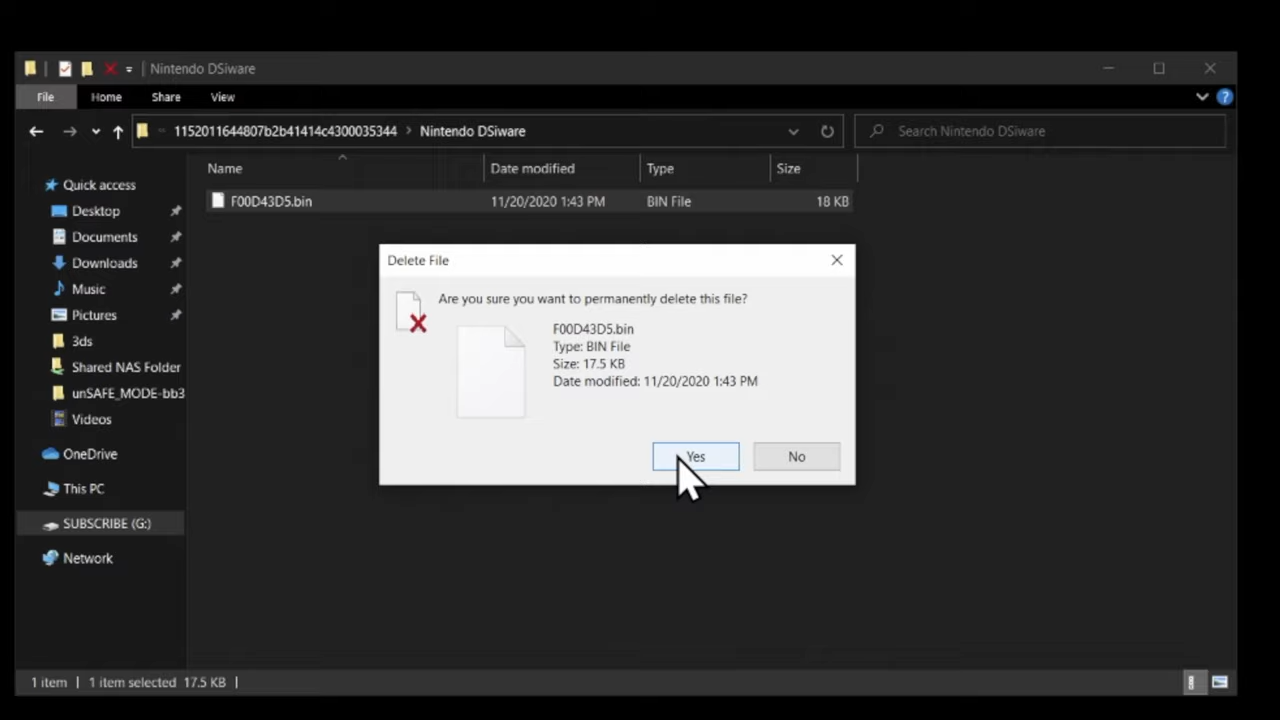 Nintendo DSiware
File Home Share View
1152011644807b2b41414c4300035344 > Nintendo DSiware
Search Nintendo DSiware
Name Date modified Type Size
F00D43D5.bin 11/20/2020 1:43 PM BIN File 18 KB
Quick access
Desktop
Documents
Downloads
Music
Pictures
3ds
Shared NAS Folder
unSAFE_MODE-bb3
Videos
OneDrive
This PC
SUBSCRIBE (G:)
Network
Delete File
Are you sure you want to permanently delete this file?
F00D43D5.bin
Type: BIN File
Size: 17.5 KB
Date modified: 11/20/2020 1:43 PM
Yes No
1 item 1 item selected 17.5 KB